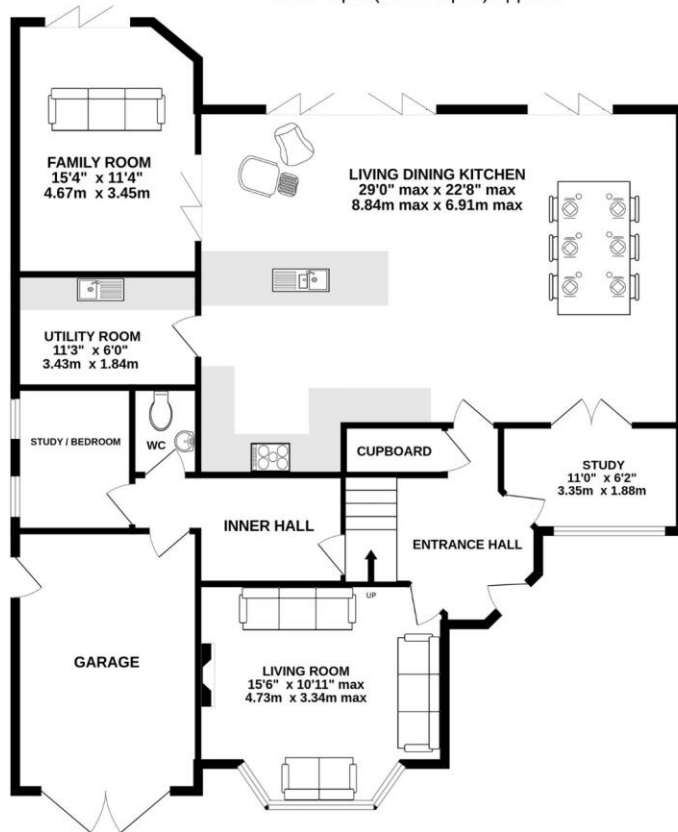 FAMILY ROOM
15'4" x 11'4"
4.67m x 3.45m
LIVING DINING KITCHEN
29'0" max x 22'8" max
8.84m max x 6.91m max
UTILITY ROOM
11'3" x 6'0"
3.43m x 1.84m
STUDY / BEDROOM
WC
CUPBOARD
STUDY
11'0" x 6'2"
3.35m x 1.88m
INNER HALL
ENTRANCE HALL
UP
GARAGE
LIVING ROOM
15'6" x 10'11" max
4.73m x 3.34m max